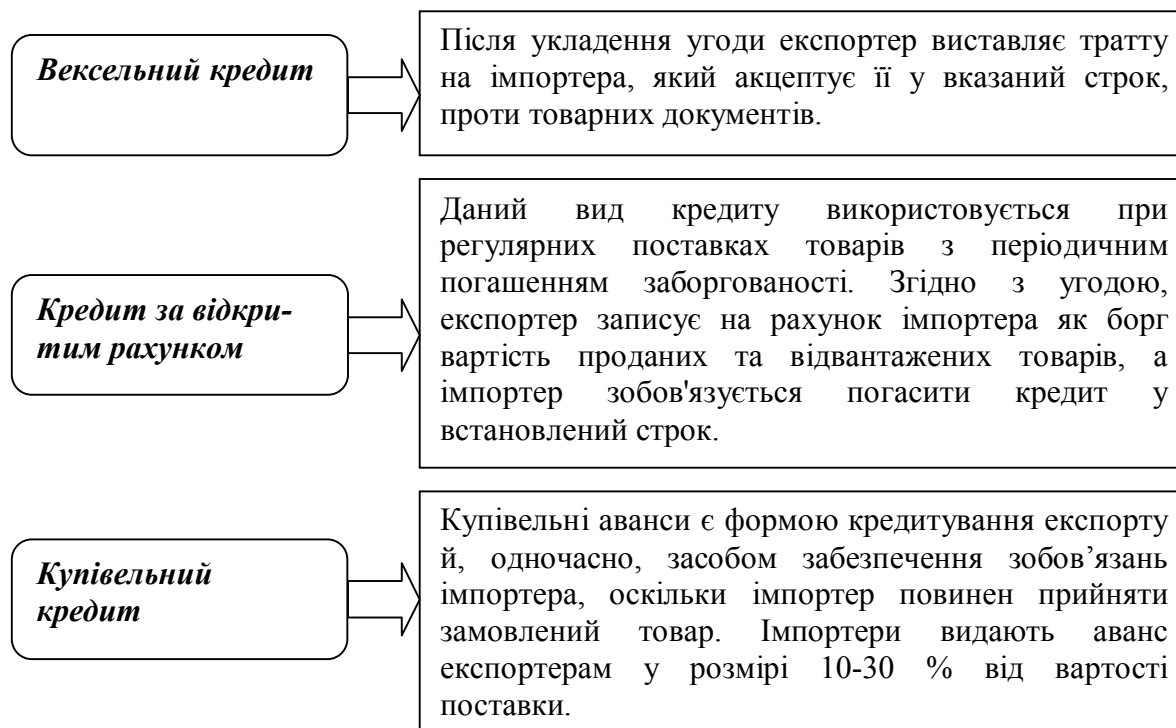 Вексельний кредит
Після укладення угоди експортер виставляє тратту
на імпортера, який акцептує її у вказаний строк,
проти товарних документів.
Кредит за відкри-
тим рахунком
Даний вид кредиту використовується при
регулярних поставках товарів з періодичним
погашенням заборгованості. Згідно з угодою,
експортер записує на рахунок імпортера як борг
вартість проданих та відвантажених товарів, а
імпортер зобов'язується погасити кредит у
встановлений строк.
Купівельний
кредит
Купівельні аванси є формою кредитування експорту
й, одночасно, засобом забезпечення зобов’язань
імпортера, оскільки імпортер повинен прийняти
замовлений товар. Імпортери видають аванс
експортерам у розмірі 10-30 % від вартості
поставки.